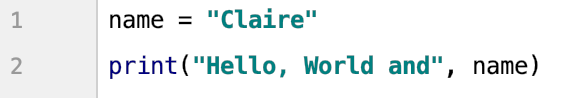 1 name = "Claire"
2 print("Hello, World and", name)